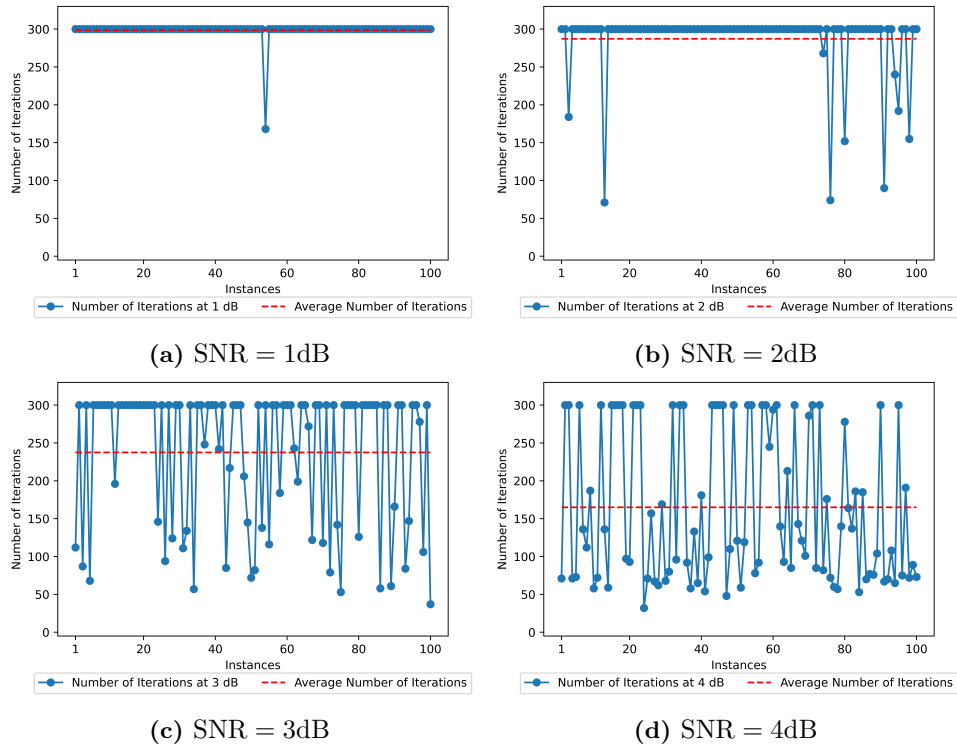 300
250
200
150
100
50
0
Number of Iterations
1 20 40 60 80 100
Instances
Number of Iterations at 1 dB Average Number of Iterations
(a) SNR = 1dB
300
250
200
150
100
50
0
Number of Iterations
1 20 40 60 80 100
Instances
Number of Iterations at 2 dB Average Number of Iterations
(b) SNR = 2dB
300
250
200
150
100
50
0
Number of Iterations
1 20 40 60 80 100
Instances
Number of Iterations at 3 dB Average Number of Iterations
(c) SNR = 3dB
300
250
200
150
100
50
0
Number of Iterations
1 20 40 60 80 100
Instances
Number of Iterations at 4 dB Average Number of Iterations
(d) SNR = 4dB